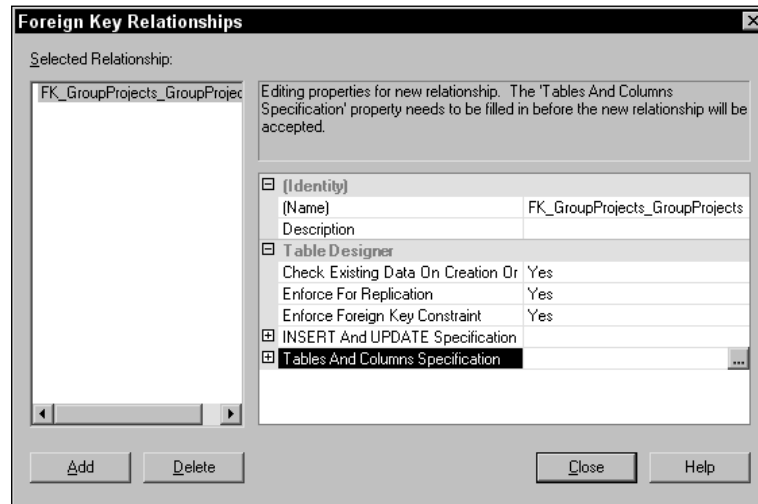 Foreign Key Relationships
Selected Relationship:
FK_GroupProjects_GroupProjec
Editing properties for new relationship. The 'Tables And Columns
Specification' property needs to be filled in before the new relationship will be
accepted.
(Identity)
(Name) FK_GroupProjects_GroupProjects
Description
Table Designer
Check Existing Data On Creation Or Yes
Enforce For Replication Yes
Enforce Foreign Key Constraint Yes
INSERT And UPDATE Specification
Tables And Columns Specification ...
Add Delete Close Help